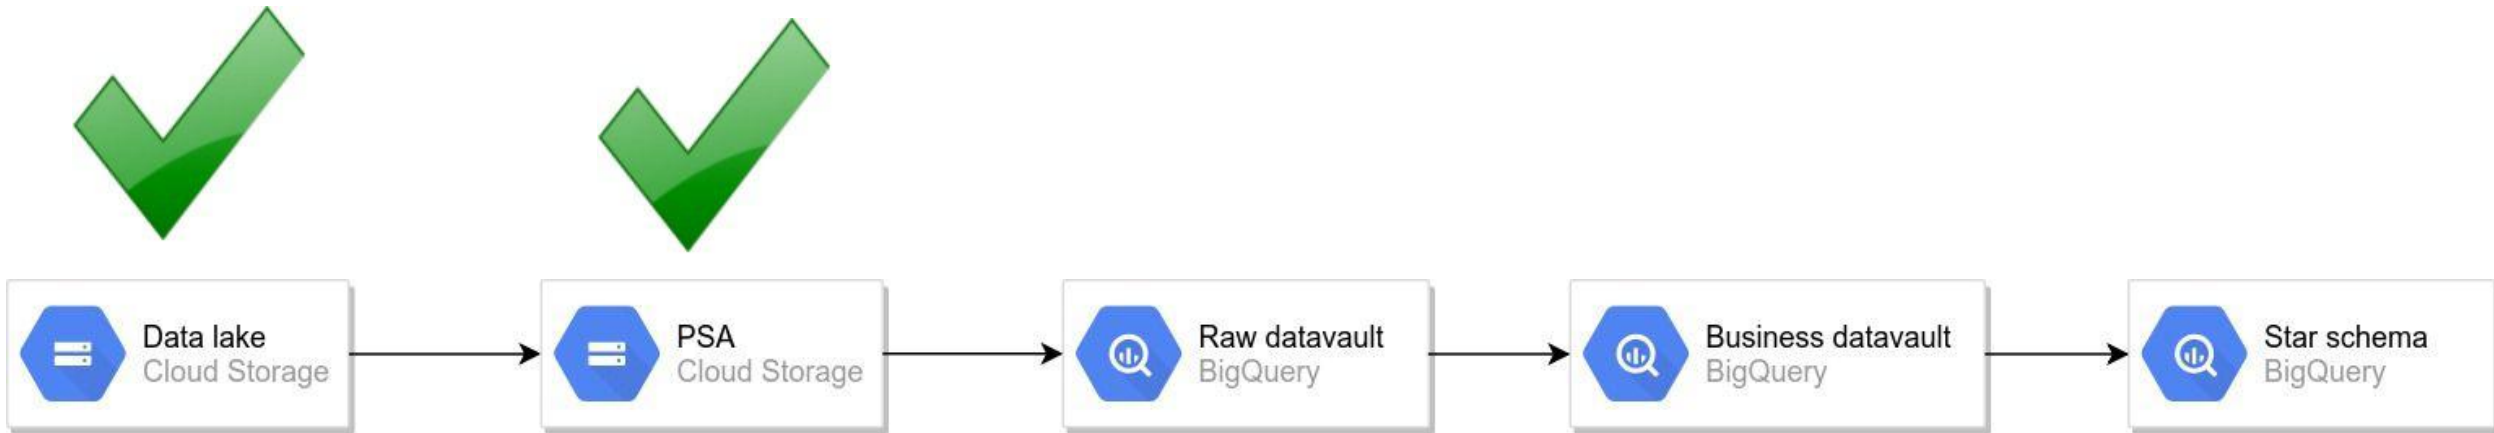 Data lake
Cloud Storage
PSA
Cloud Storage
Raw datavault
BigQuery
Business datavault
BigQuery
Star schema
BigQuery